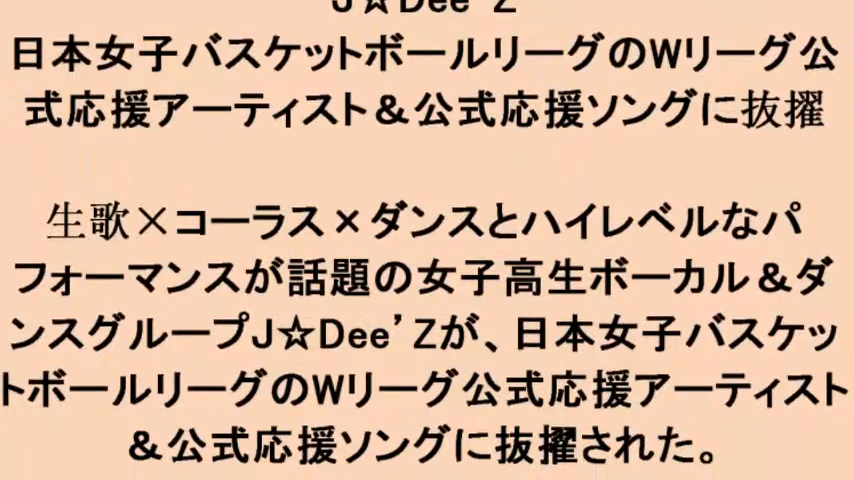 J☆Dee'Z
日本女子バスケットボールリーグのWリーグ公
式応援アーティスト＆公式応援ソングに抜擢
生歌×コーラス×ダンスとハイレベルなパ
フォーマンスが話題の女子高生ボーカル＆ダ
ンスグループJ☆Dee’Zが、日本女子バスケッ
トボールリーグのWリーグ公式応援アーティスト
＆公式応援ソングに抜擢された。